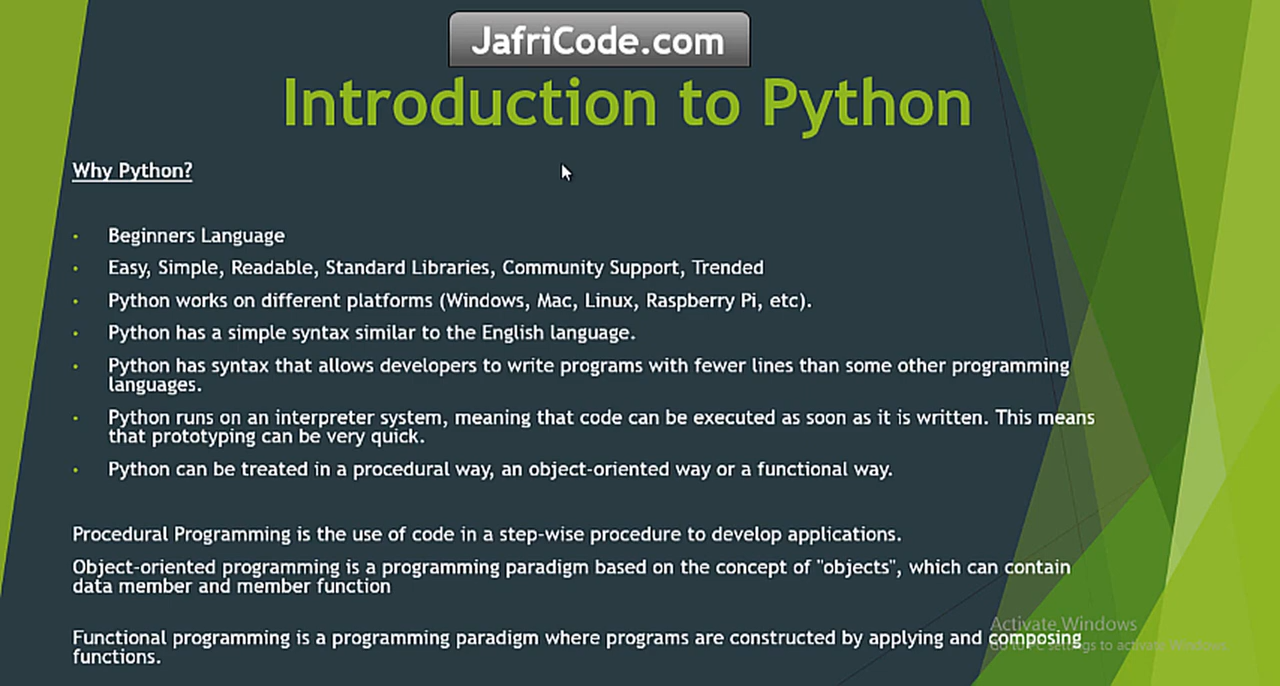 JafriCode.com
Introduction to Python
Why Python?
• Beginners Language
• Easy, Simple, Readable, Standard Libraries, Community Support, Trended
• Python works on different platforms (Windows, Mac, Linux, Raspberry Pi, etc).
• Python has a simple syntax similar to the English language.
• Python has syntax that allows developers to write programs with fewer lines than some other programming
languages.
• Python runs on an interpreter system, meaning that code can be executed as soon as it is written. This means
that prototyping can be very quick.
• Python can be treated in a procedural way, an object-oriented way or a functional way.
Procedural Programming is the use of code in a step-wise procedure to develop applications.
Object-oriented programming is a programming paradigm based on the concept of "objects", which can contain
data member and member function
Activate Windows
Functional programming is a programming paradigm where programs are constructed by applying and composing
Go to PC settings to activate Windows.
functions.